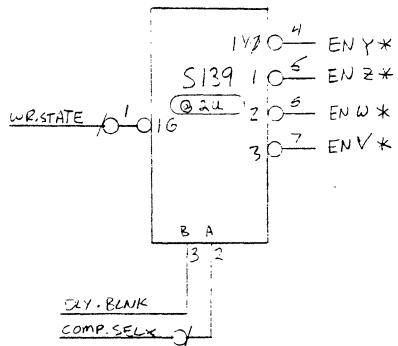 1Y0 4 EN Y*
1 5 EN Z*
S139
@2U
2 6 EN W*
WR.STATE 1 1G
3 7 EN V*
B A
3 2
DLY.BLNK
COMP.SELX